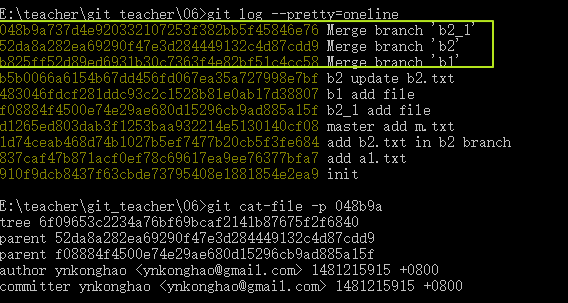 E:\teacher\git_teacher\06>git log --pretty=oneline
048b9a737d4e920332107253f382bb5f45846e76 Merge branch 'b2_1'
52da8a282ea69290f47e3d284449132c4d87cdd9 Merge branch 'b2'
b825ff52d89ed6931b30c7363f4e82bf51c4cc58 Merge branch 'b1'
b5b0066a6154b67dd456fd067ea35a727998e7bf b2 update b2.txt
483046fdcf281ddc93c2c1528b81e0ab17d38807 b1 add file
f08884f4500e74c29ae680d15296cb9ad885a15f b2_1 add file
d1265ed803dab3f1253baa932214e5130140cf08 master add m.txt
1d74ceab468d74b1027b5ef7477b20cb5f3fe684 add b2.txt in b2 branch
837caf47b871acf0ef78c69617ea9ee76377bfa7 add a1.txt
910f9dcb8437f63cbde73795408e1881854e2ea9 init
E:\teacher\git_teacher\06>git cat-file -p 048b9a
tree 6f09653c2234a76bf69bcaf2141b87675f2f6840
parent 52da8a282ea69290f47e3d284449132c4d87cdd9
parent f08884f4500e74c29ae680d15296cb9ad885a15f
author ynkonghao <ynkonghao@gmail.com> 1481215915 +0800
committer ynkonghao <ynkonghao@gmail.com> 1481215915 +0800